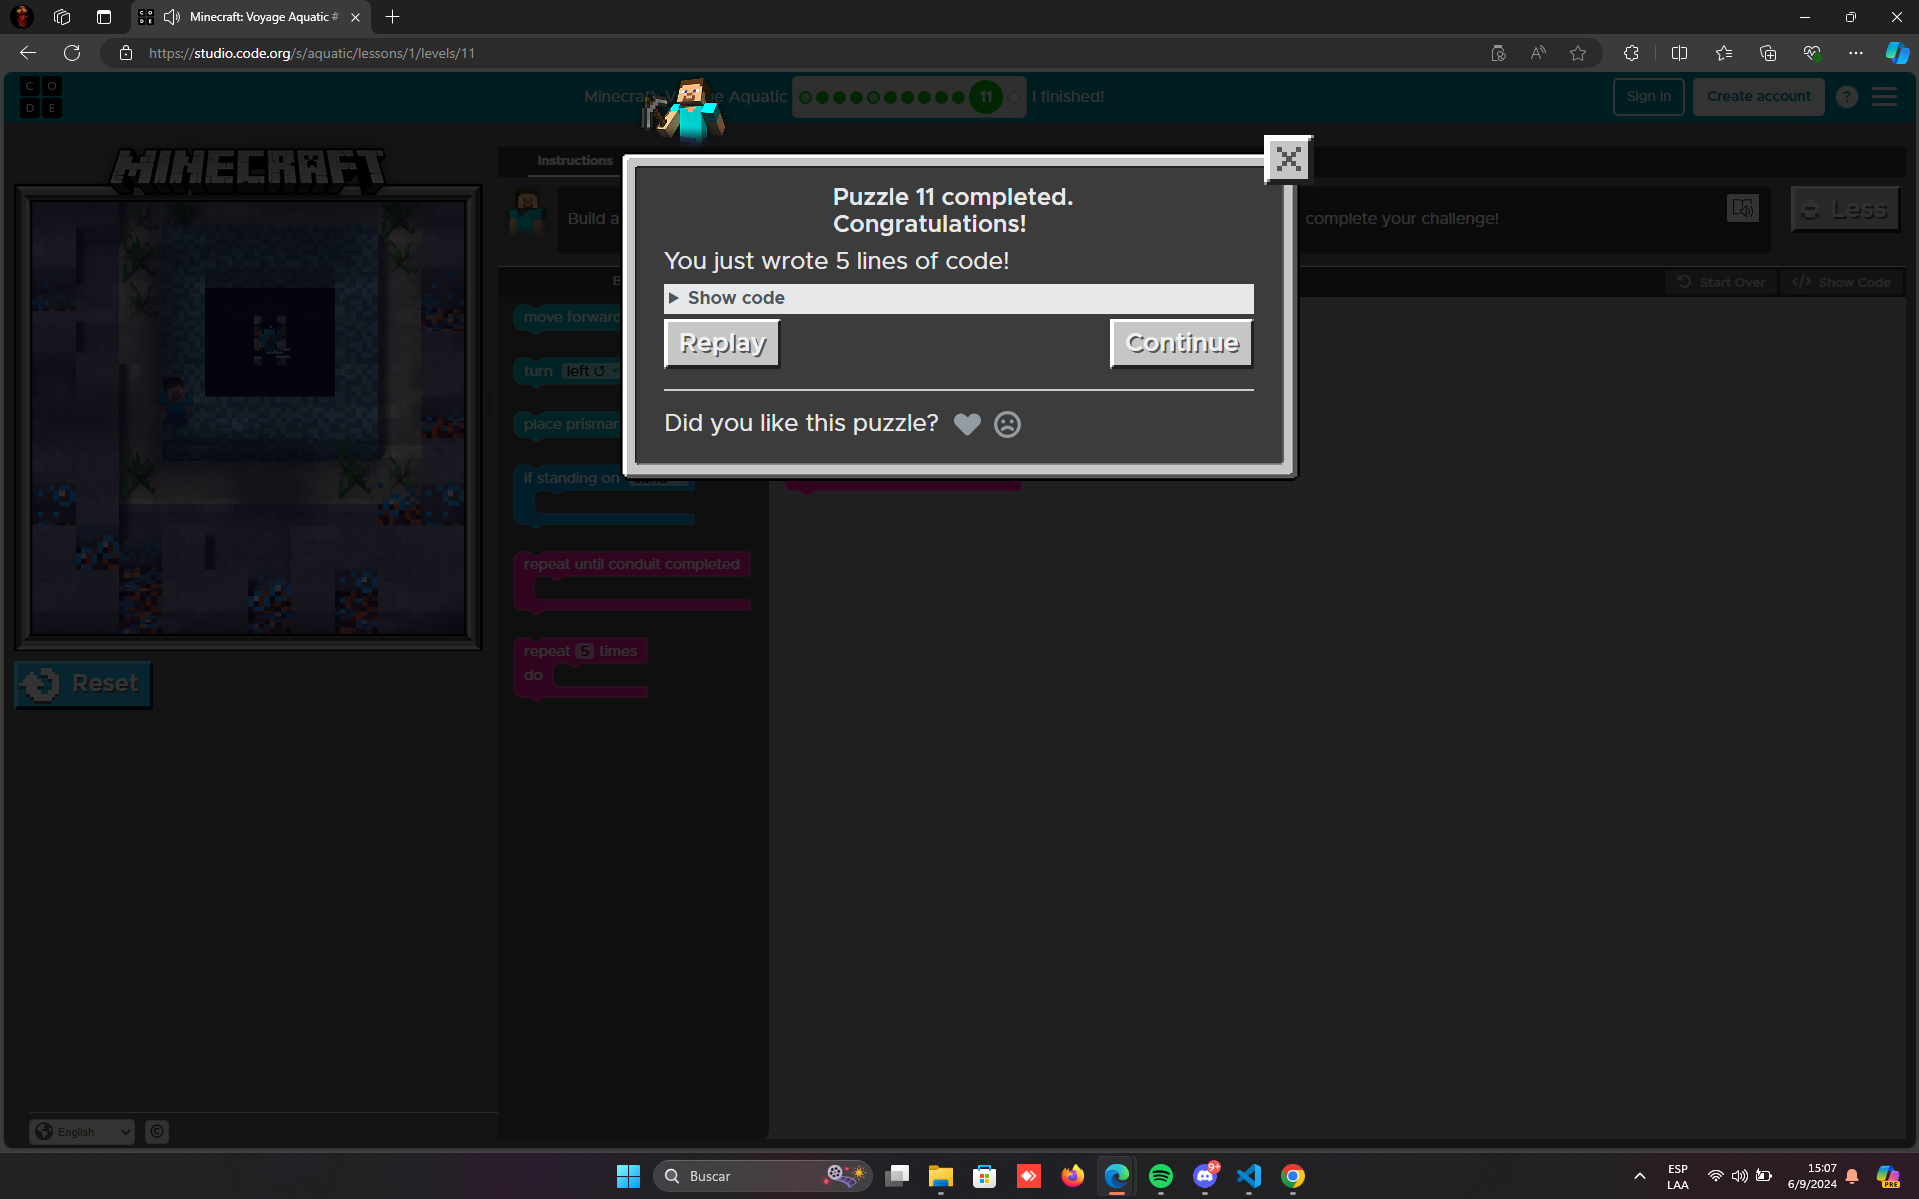 Minecraft: Voyage Aquatic #
https://studio.code.org/s/aquatic/lessons/1/levels/11
C O
D E
Minecraft: V e Aquatic
11
I finished!
Sign in
Create account
?
MINECRAFT
Instructions
Build a
complete your challenge!
Less
Puzzle 11 completed.
Congratulations!
You just wrote 5 lines of code!
Show code
Replay
Continue
Did you like this puzzle?
Start Over
Show Code
move forward
turn left
place prismar
if standing on
repeat until conduit completed
repeat 5 times
do
Reset
English
©
Buscar
9+
ESP
LAA
15:07
6/9/2024
PRE